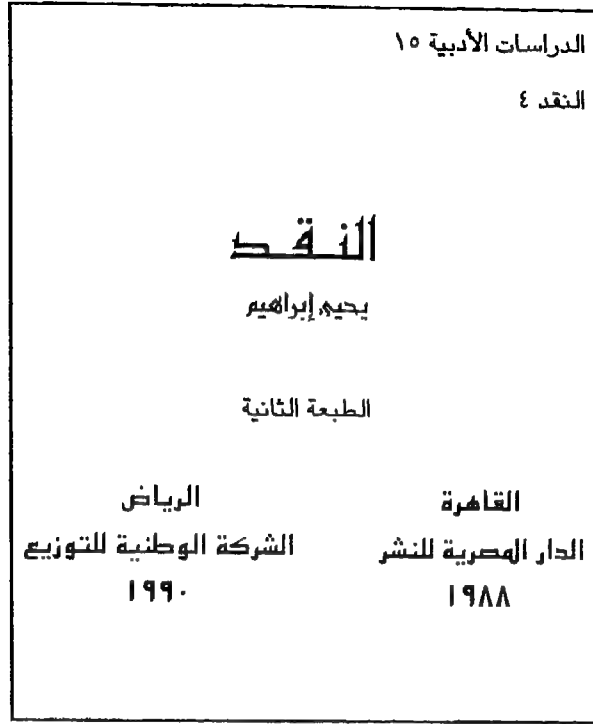 الدراسات الأدبية ١٥
النقد ٤
النقد
يحيى إبراهيم
الطبعة الثانية
القاهرة
الدار المصرية للنشر
١٩٨٨
الرياض
الشركة الوطنية للتوزيع
١٩٩٠